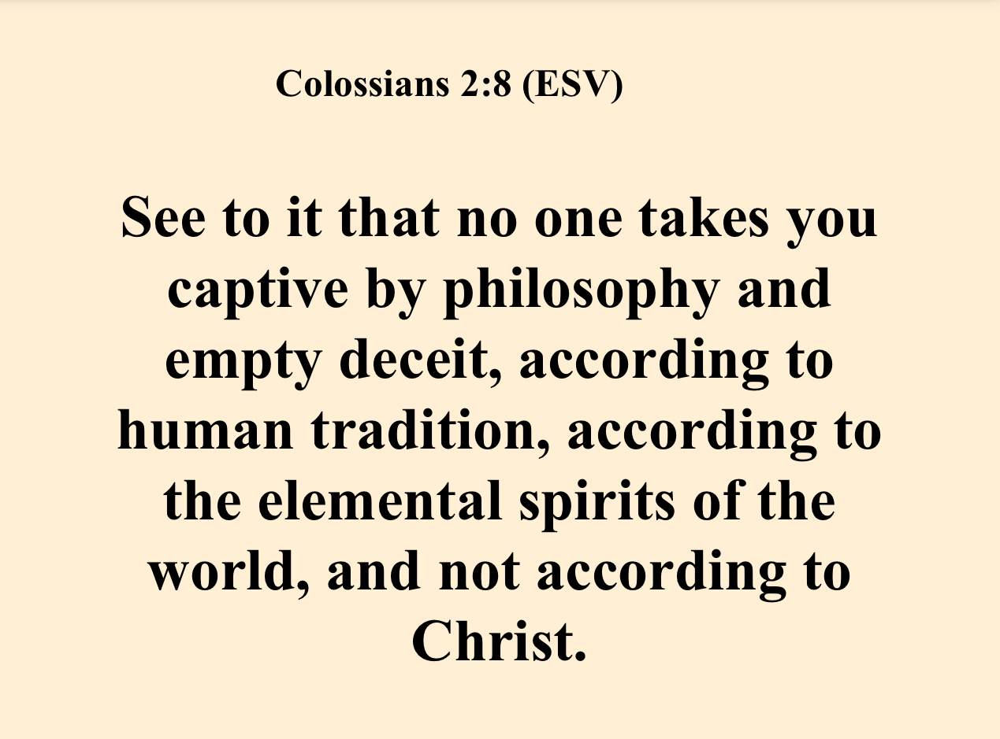 Colossians 2:8 (ESV)
See to it that no one takes you
captive by philosophy and
empty deceit, according to
human tradition, according to
the elemental spirits of the
world, and not according to
Christ.